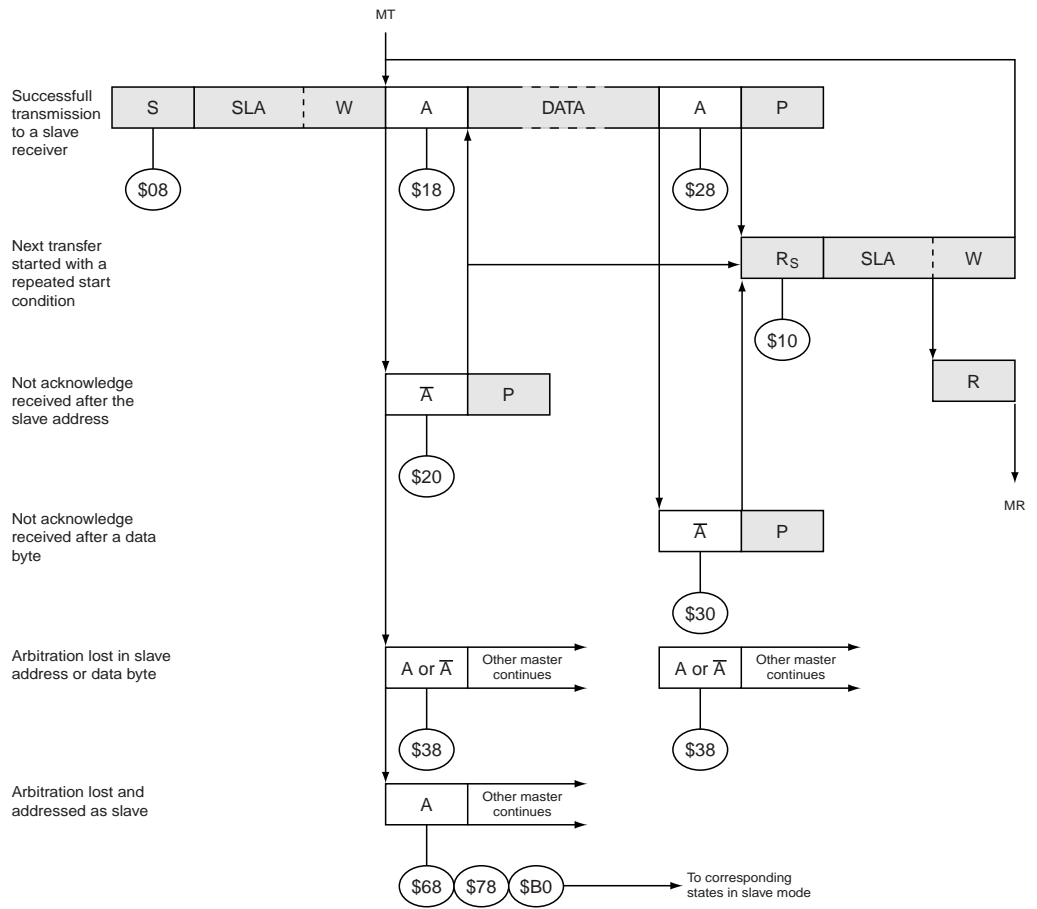 MT
Successfull
transmission
to a slave
receiver
S SLA W A DATA A P
$08 $18 $28
Next transfer
started with a
repeated start
condition
RS SLA W
$10
Not acknowledge
received after the
slave address
A̅ P
R
$20
MR
Not acknowledge
received after a data
byte
A̅ P
$30
Arbitration lost in slave
address or data byte
A or A̅ Other master
continues
A or A̅ Other master
continues
$38 $38
Arbitration lost and
addressed as slave
A Other master
continues
$68 $78 $B0
To corresponding
states in slave mode